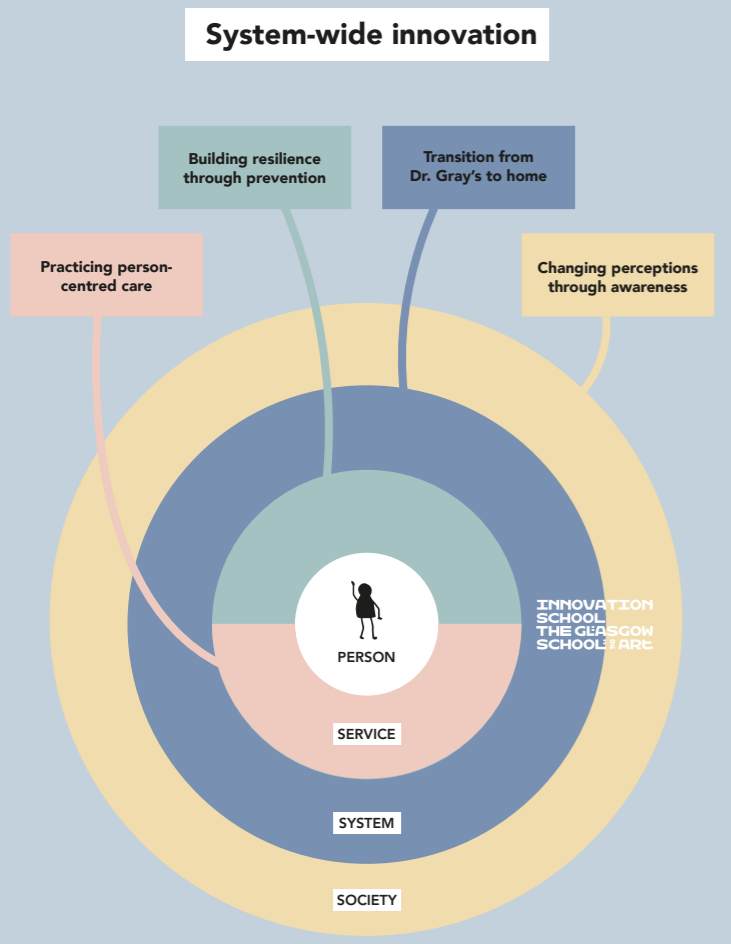 System-wide innovation
Building resilience
through prevention
Transition from
Dr. Gray's to home
Practicing person-
centred care
Changing perceptions
through awareness
INNOVATION
SCHOOL
THE GLASGOW
SCHOOL OF ART
PERSON
SERVICE
SYSTEM
SOCIETY